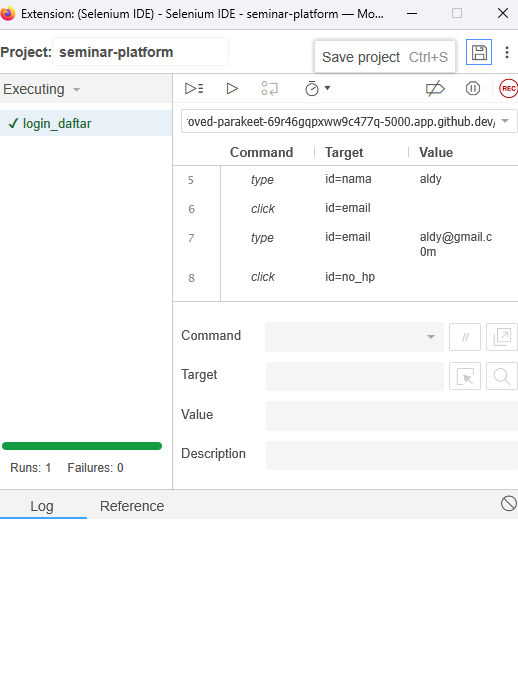 Extension: (Selenium IDE) - Selenium IDE - seminar-platform — Mo...
Project: seminar-platform
Save project Ctrl+S
Executing
REC
✓ login_daftar
roved-parakeet-69r46gqpxww9c477q-5000.app.github.dev/
Command Target Value
5 type id=nama aldy
6 click id=email
7 type id=email aldy@gmail.c
0m
8 click id=no_hp
Command //
Target
Value
Description
Runs: 1 Failures: 0
Log Reference